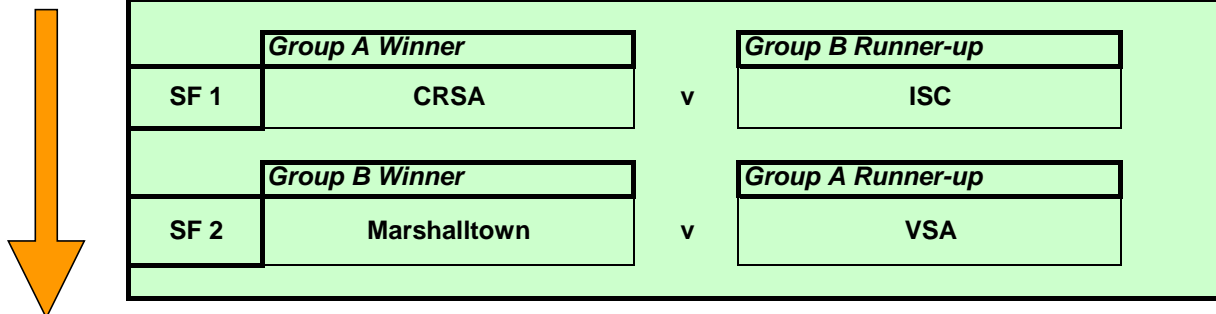 Group A Winner Group B Runner-up
SF 1 CRSA v ISC
Group B Winner Group A Runner-up
SF 2 Marshalltown v VSA